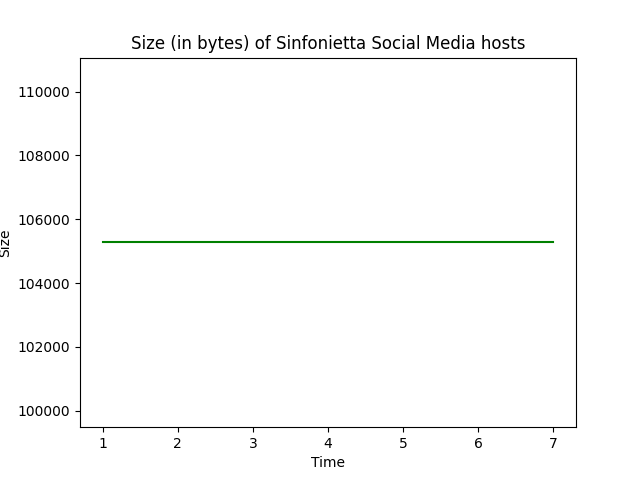 Size (in bytes) of Sinfonietta Social Media hosts
110000
108000
106000
104000
102000
100000
Size
1 2 3 4 5 6 7
Time